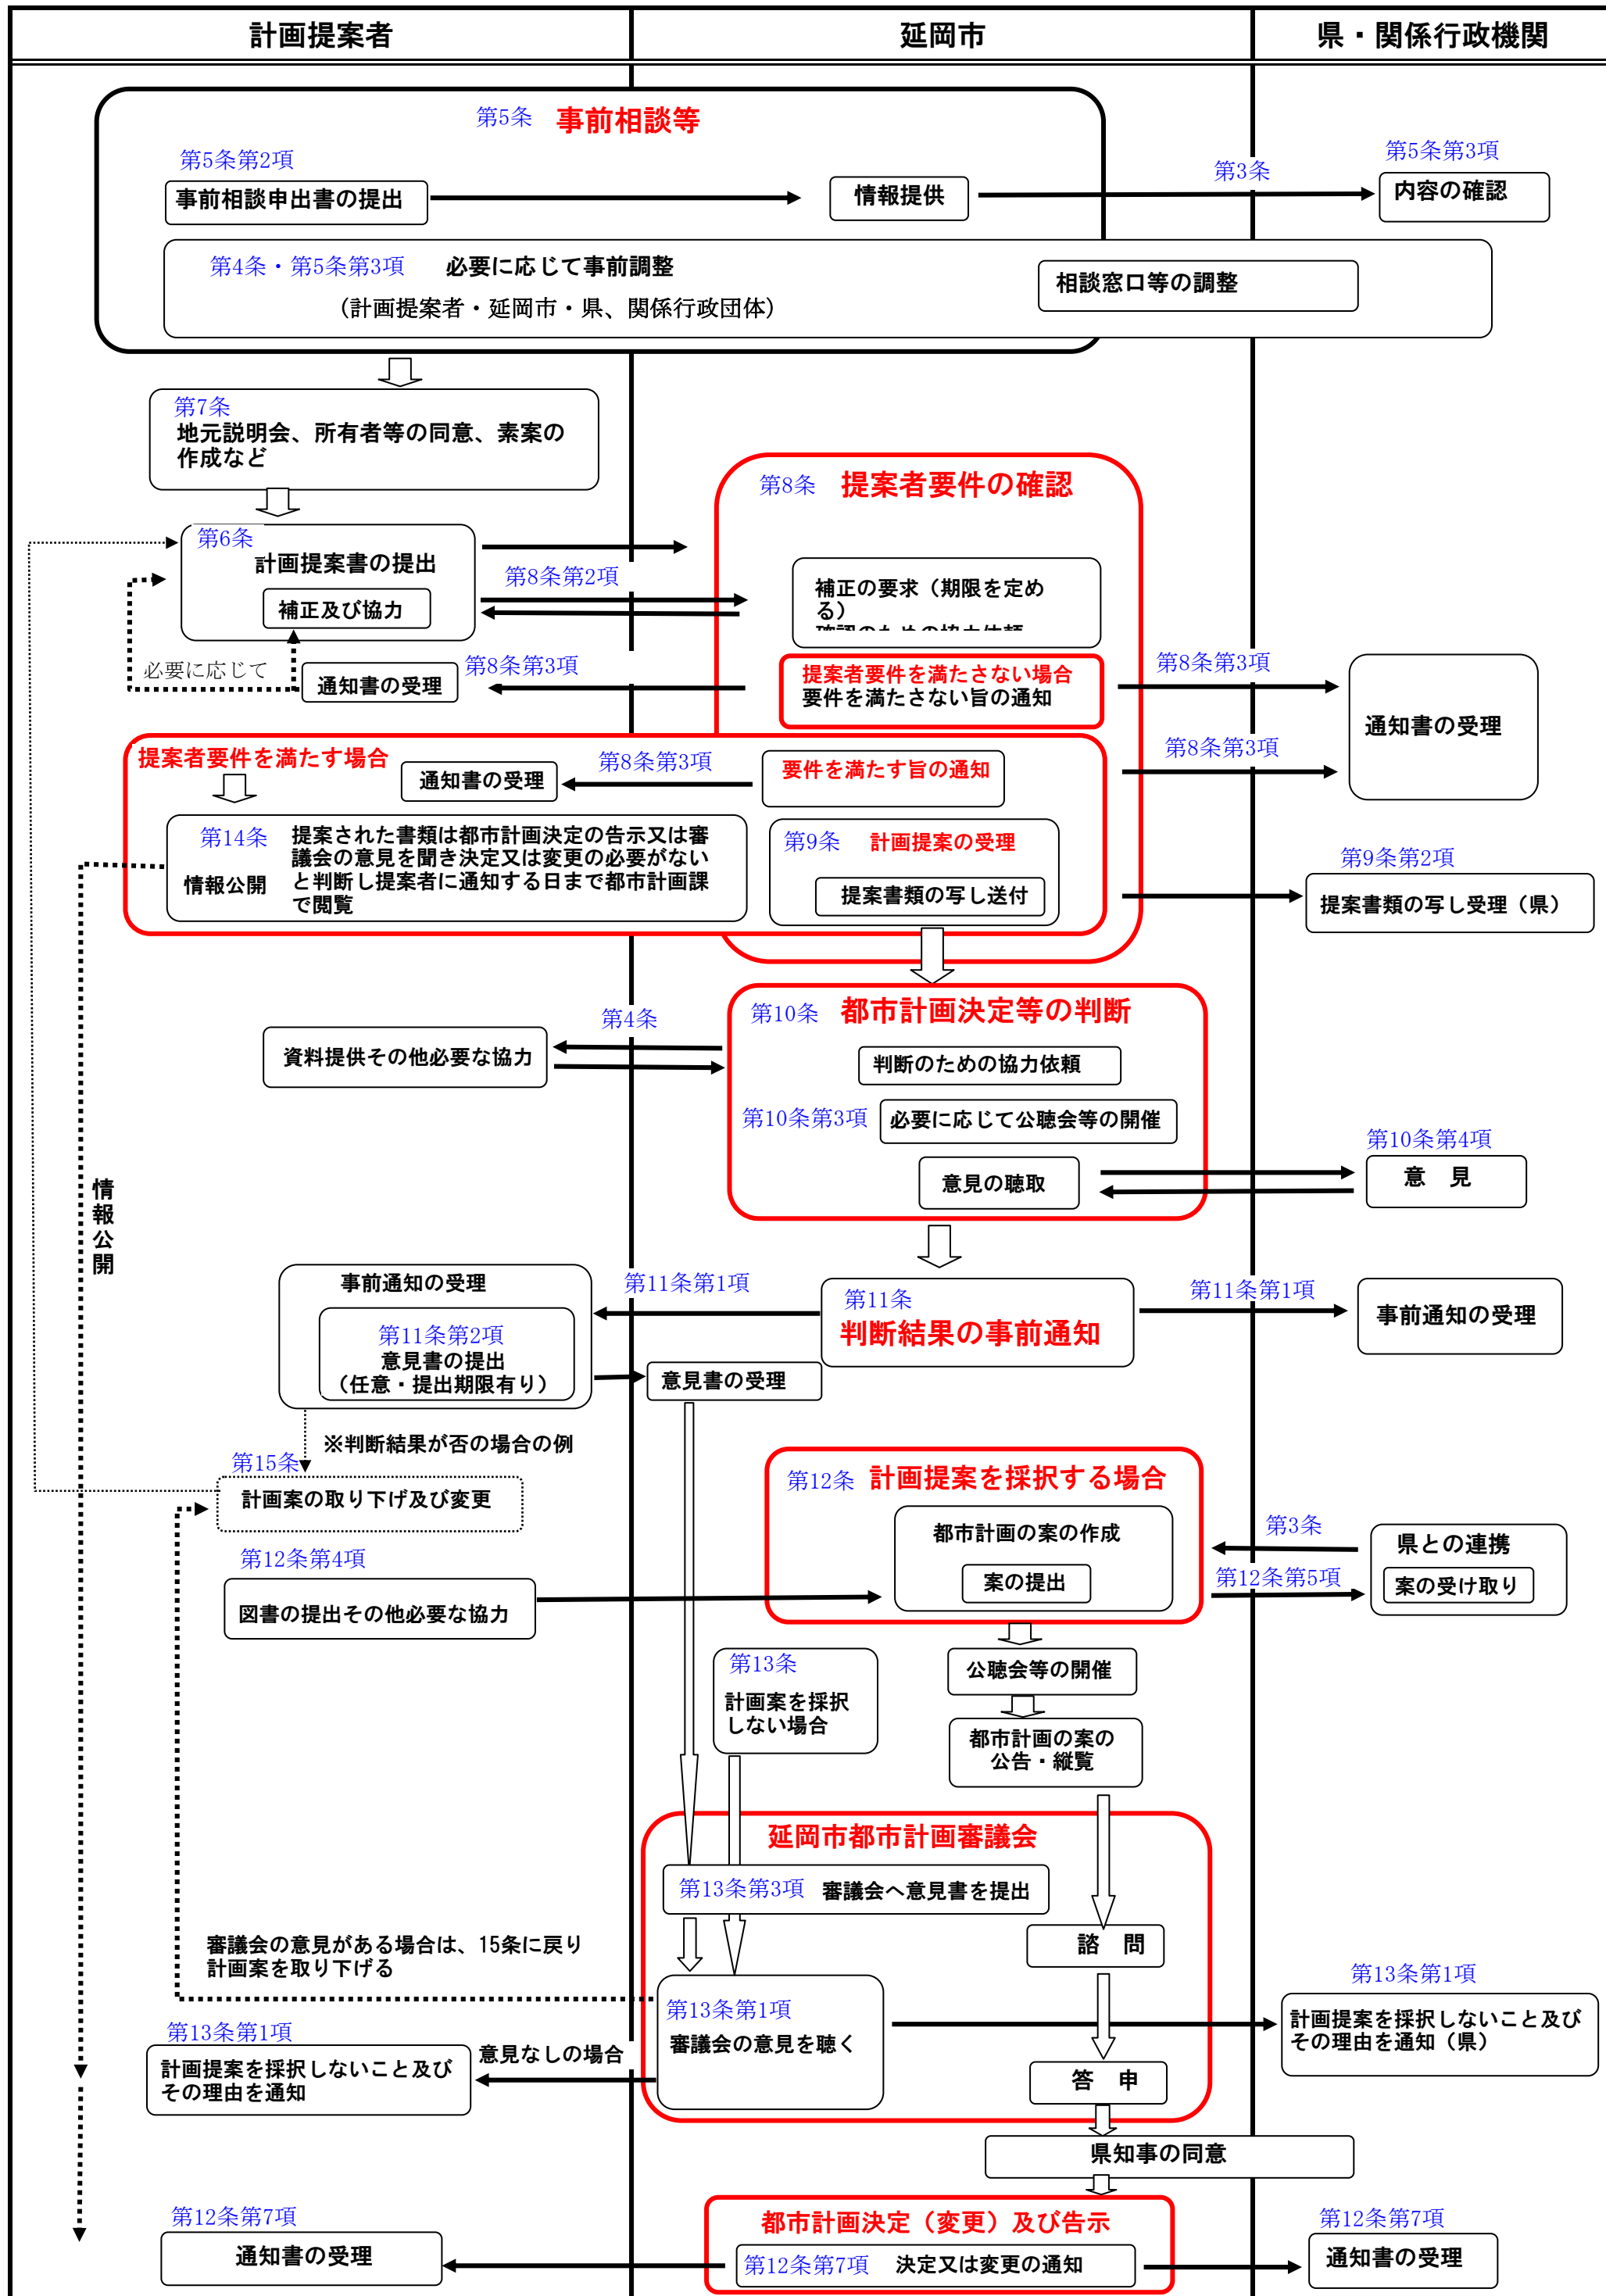 計画提案者
延岡市
県・関係行政機関
第5条 事前相談等
第5条第2項
事前相談申出書の提出
情報提供
第3条
第5条第3項
内容の確認
第4条・第5条第3項 必要に応じて事前調整
(計画提案者・延岡市・県、関係行政団体)
相談窓口等の調整
第7条
地元説明会、所有者等の同意、素案の
作成など
第8条 提案者要件の確認
第6条
計画提案書の提出
補正及び協力
第8条第2項
補正の要求（期限を定め
る）
必要に応じて
通知書の受理
第8条第3項
提案者要件を満たさない場合
要件を満たさない旨の通知
第8条第3項
通知書の受理
提案者要件を満たす場合
通知書の受理
第8条第3項
要件を満たす旨の通知
第8条第3項
第14条
情報公開
提案された書類は都市計画決定の告示又は審
議会の意見を聞き決定又は変更の必要がない
と判断し提案者に通知する日まで都市計画課
で閲覧
第9条 計画提案の受理
提案書類の写し送付
第9条第2項
提案書類の写し受理（県）
第10条 都市計画決定等の判断
第4条
資料提供その他必要な協力
判断のための協力依頼
第10条第3項 必要に応じて公聴会等の開催
意見の聴取
第10条第4項
意 見
情報公開
事前通知の受理
第11条第2項
意見書の提出
（任意・提出期限有り）
第11条第1項
第11条
判断結果の事前通知
第11条第1項
事前通知の受理
意見書の受理
※判断結果が否の場合の例
第15条
計画案の取り下げ及び変更
第12条 計画提案を採択する場合
都市計画の案の作成
案の提出
第3条
第12条第5項
県との連携
案の受け取り
第12条第4項
図書の提出その他必要な協力
第13条
計画案を採択
しない場合
公聴会等の開催
都市計画の案の
公告・縦覧
延岡市都市計画審議会
第13条第3項 審議会へ意見書を提出
諮 問
審議会の意見がある場合は、15条に戻り
計画案を取り下げる
第13条第1項
審議会の意見を聴く
第13条第1項
計画提案を採択しないこと及び
その理由を通知（県）
第13条第1項
計画提案を採択しないこと及び
その理由を通知
意見なしの場合
答 申
県知事の同意
都市計画決定（変更）及び告示
第12条第7項 決定又は変更の通知
第12条第7項
通知書の受理
第12条第7項
通知書の受理